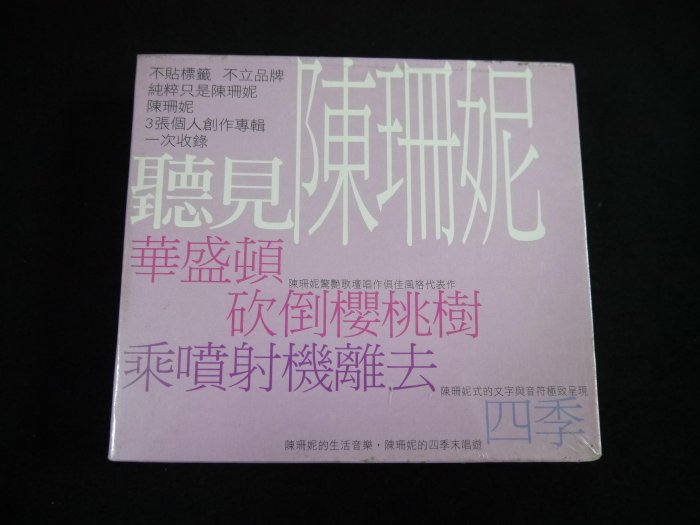 不貼標籤 不立品牌
純粹只是陳珊妮
陳珊妮
3張個人創作專輯
一次收錄
聽見陳珊妮
華盛頓
陳珊妮驚艷歌壇唱作俱佳風格代表作
砍倒櫻桃樹
乘噴射機離去
陳珊妮式的文字與音符極致呈現
四季
陳珊妮的生活音樂，陳珊妮的四季末唱遊